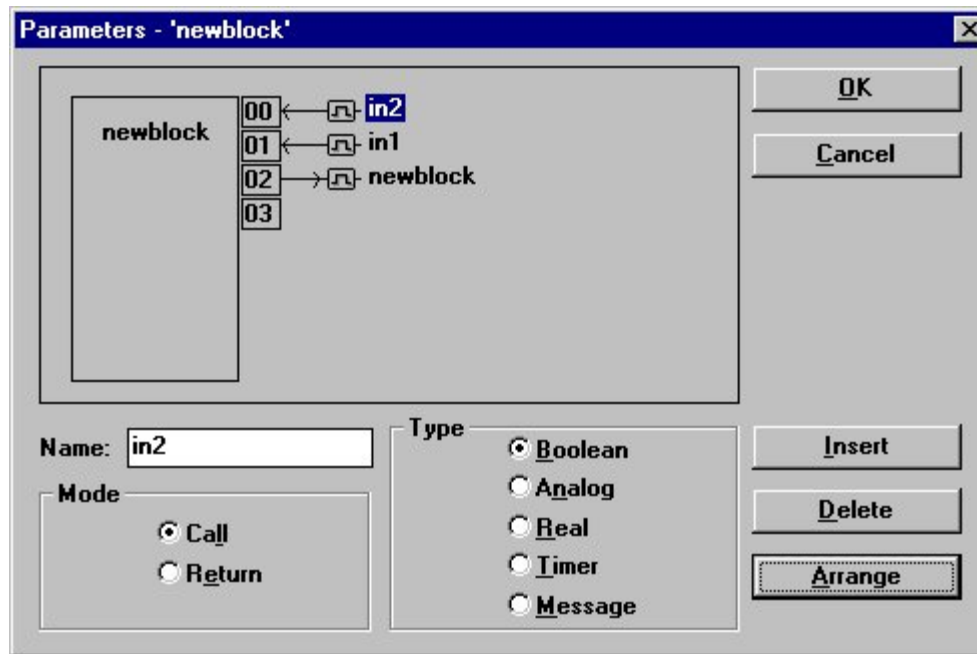 Parameters - 'newblock'
newblock
00 in2
01 in1
02 newblock
03
OK
Cancel
Name: in2
Mode
Call
Return
Type
Boolean
Analog
Real
Timer
Message
Insert
Delete
Arrange